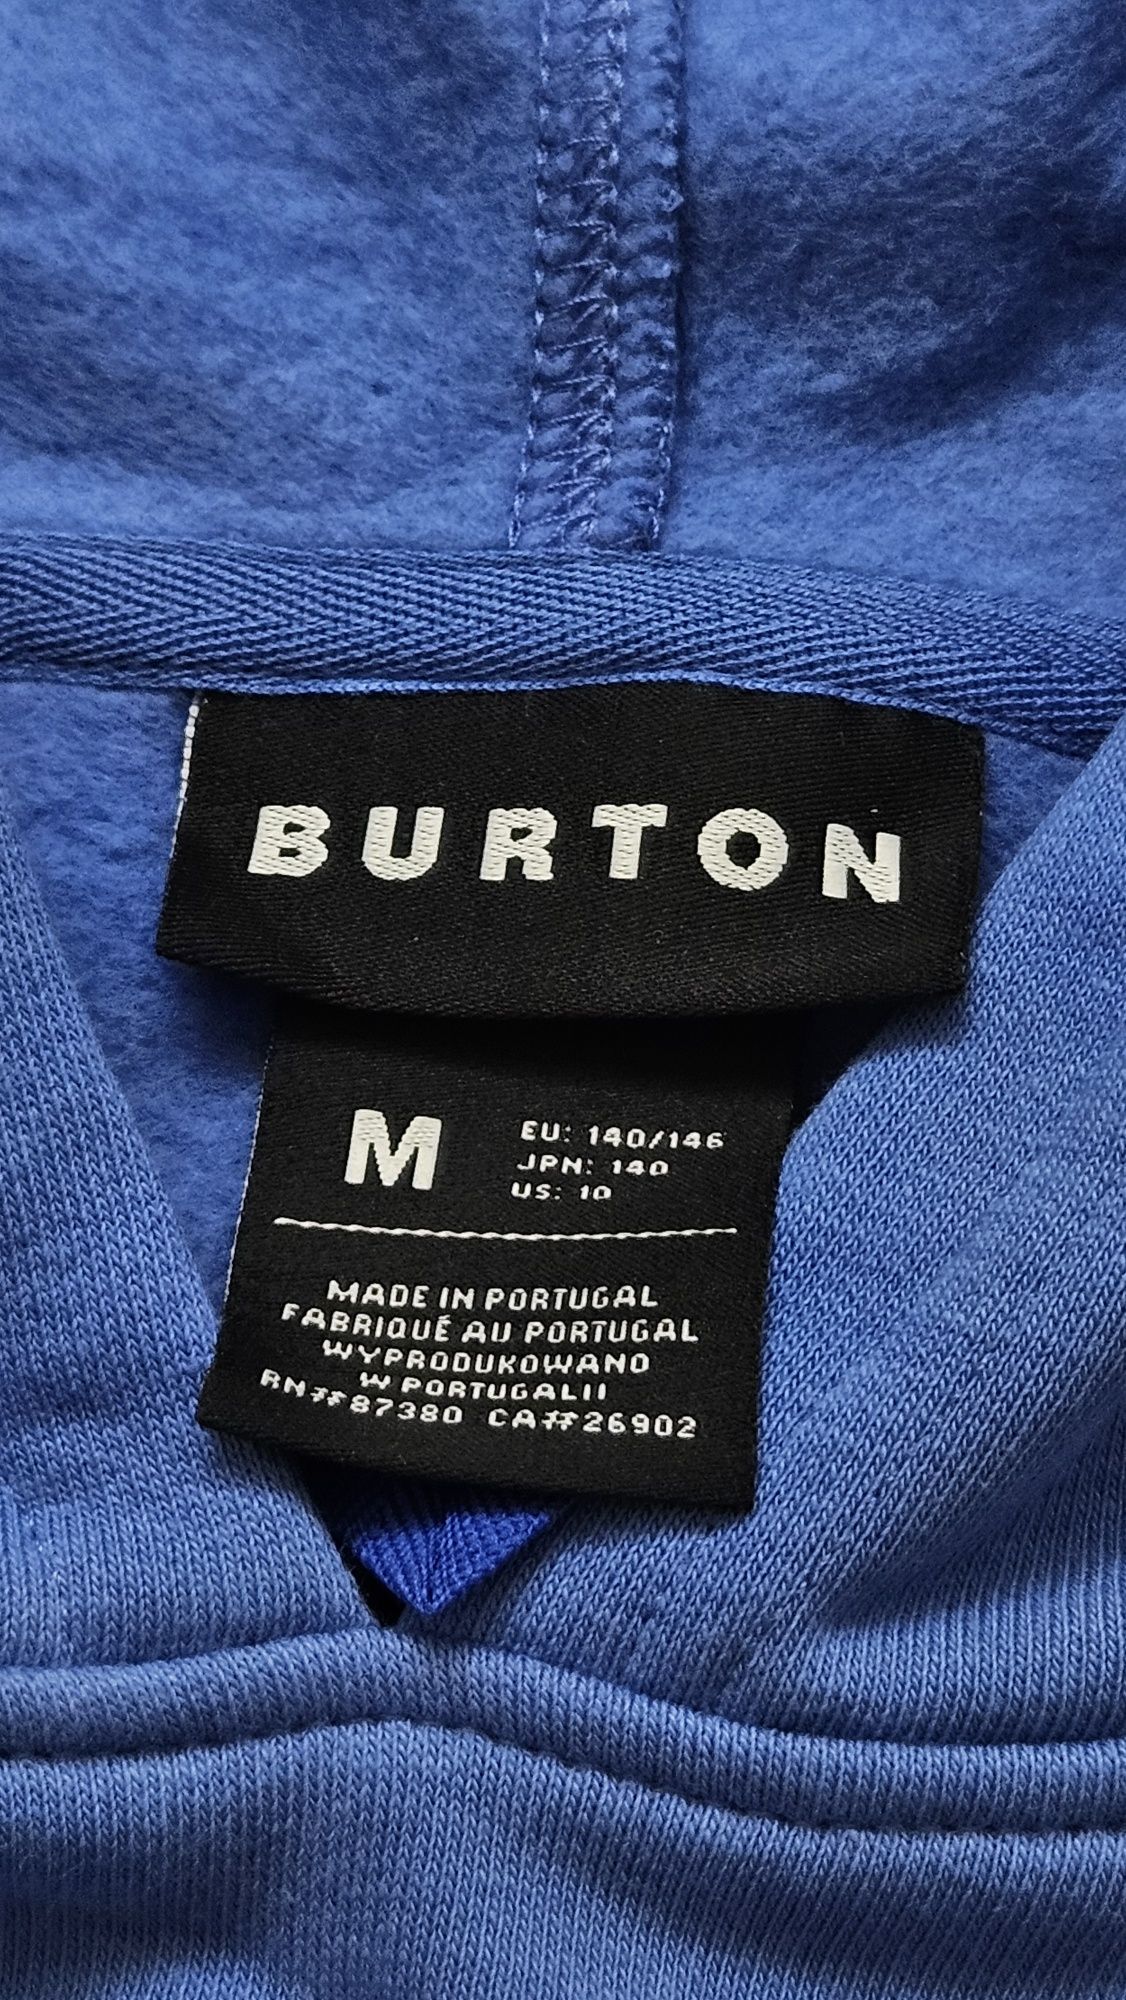 BURTON
M
EU: 140/146
JPN: 140
US: 10
MADE IN PORTUGAL
FABRIQUÉ AU PORTUGAL
WYPRODUKOWANO
W PORTUGALII
RN#87380 CA#26902